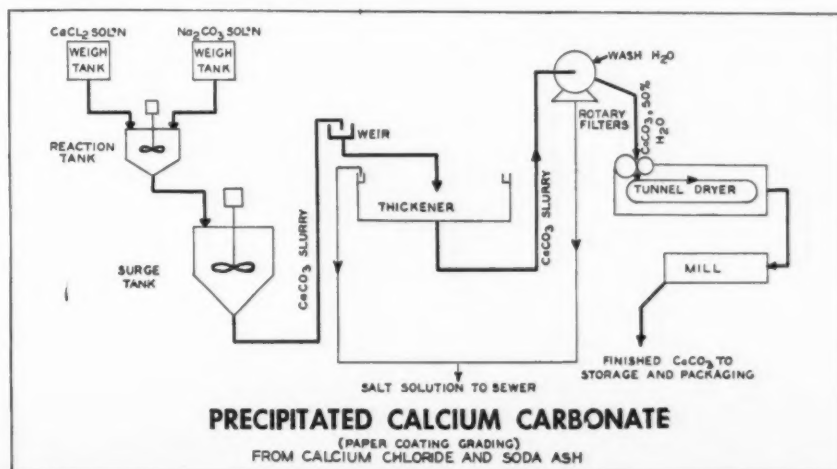 CaCL2 SOL'N
Na2CO3 SOL'N
WEIGH
TANK
WEIGH
TANK
REACTION
TANK
SURGE
TANK
CaCO3 SLURRY
WEIR
THICKENER
CaCO3 SLURRY
WASH H2O
ROTARY
FILTERS
CaCO3, 50%
H2O
TUNNEL DRYER
MILL
FINISHED CaCO3 TO
STORAGE AND PACKAGING
SALT SOLUTION TO SEWER
PRECIPITATED CALCIUM CARBONATE
(PAPER COATING GRADING)
FROM CALCIUM CHLORIDE AND SODA ASH